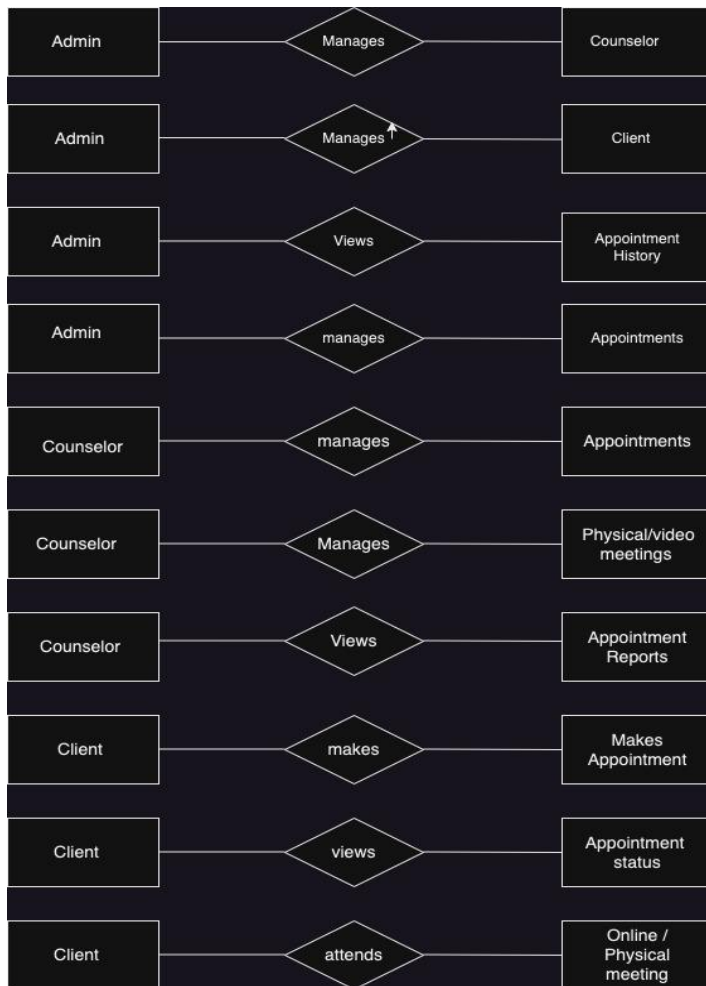 Admin Manages Counselor
Admin Manages Client
Admin Views Appointment
History
Admin manages Appointments
Counselor manages Appointments
Counselor Manages Physical/video
meetings
Counselor Views Appointment
Reports
Client makes Makes
Appointment
Client views Appointment
status
Client attends Online /
Physical
meeting